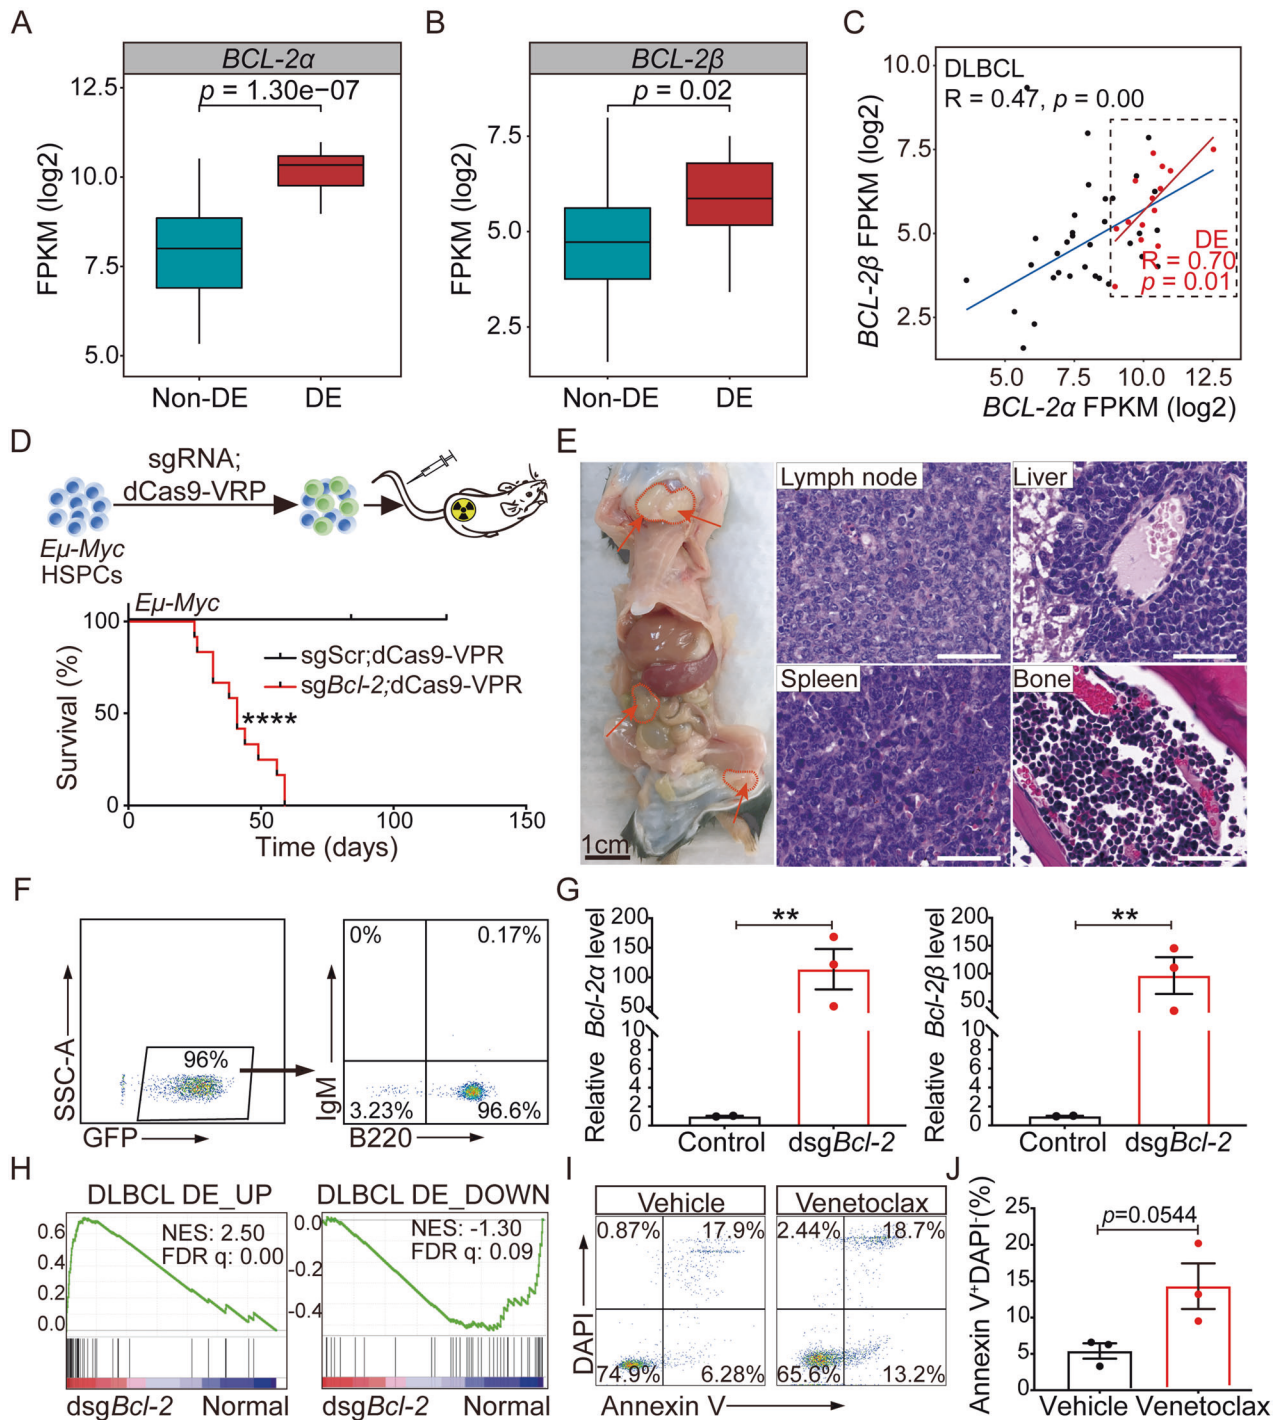 A
BCL-2α
p = 1.30e−07
FPKM (log2)
12.5
10.0
7.5
5.0
Non-DE
DE
B
BCL-2β
p = 0.02
FPKM (log2)
7.5
5.0
2.5
Non-DE
DE
C
DLBCL
R = 0.47, p = 0.00
BCL-2β FPKM (log2)
10.0
7.5
5.0
2.5
DE
R = 0.70
p = 0.01
5.0
7.5
10.0
12.5
BCL-2α FPKM (log2)
D
sgRNA;
dCas9-VRP
Eμ-Myc
HSPCs
Eμ-Myc
Survival (%)
100
50
0
sgScr;dCas9-VPR
sgBcl-2;dCas9-VPR
****
0
50
100
150
Time (days)
E
1cm
Lymph node
Liver
Spleen
Bone
F
SSC-A
96%
GFP
IgM
0%
0.17%
3.23%
96.6%
B220
G
Relative Bcl-2α level
200
150
100
50
10
8
6
4
2
0
**
Control
dsgBcl-2
Relative Bcl-2β level
200
150
100
50
10
8
6
4
2
0
**
Control
dsgBcl-2
H
DLBCL DE_UP
NES: 2.50
FDR q: 0.00
0.6
0.4
0.2
0.0
dsgBcl-2
Normal
DLBCL DE_DOWN
NES: -1.30
FDR q: 0.09
0.0
-0.2
-0.4
dsgBcl-2
Normal
I
Vehicle
0.87%
17.9%
74.9%
6.28%
Venetoclax
2.44%
18.7%
65.6%
13.2%
DAPI
Annexin V
J
Annexin V⁺DAPI⁻(%)
25
20
15
10
5
0
p=0.0544
Vehicle
Venetoclax